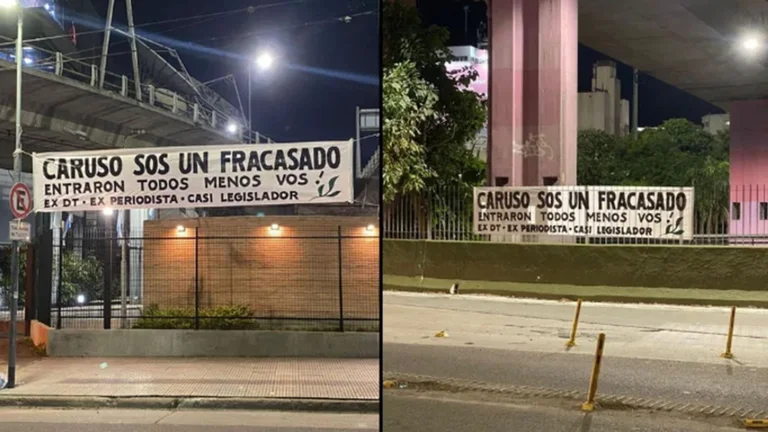 CARUSO SOS UN FRACASADO
ENTRARON TODOS MENOS VOS
EX DT - EX PERIODISTA - CASI LEGISLADOR
E
CARUSO SOS UN FRACASADO
ENTRARON TODOS MENOS VOS
EX DT - EX PERIODISTA - CASI LEGISLADOR